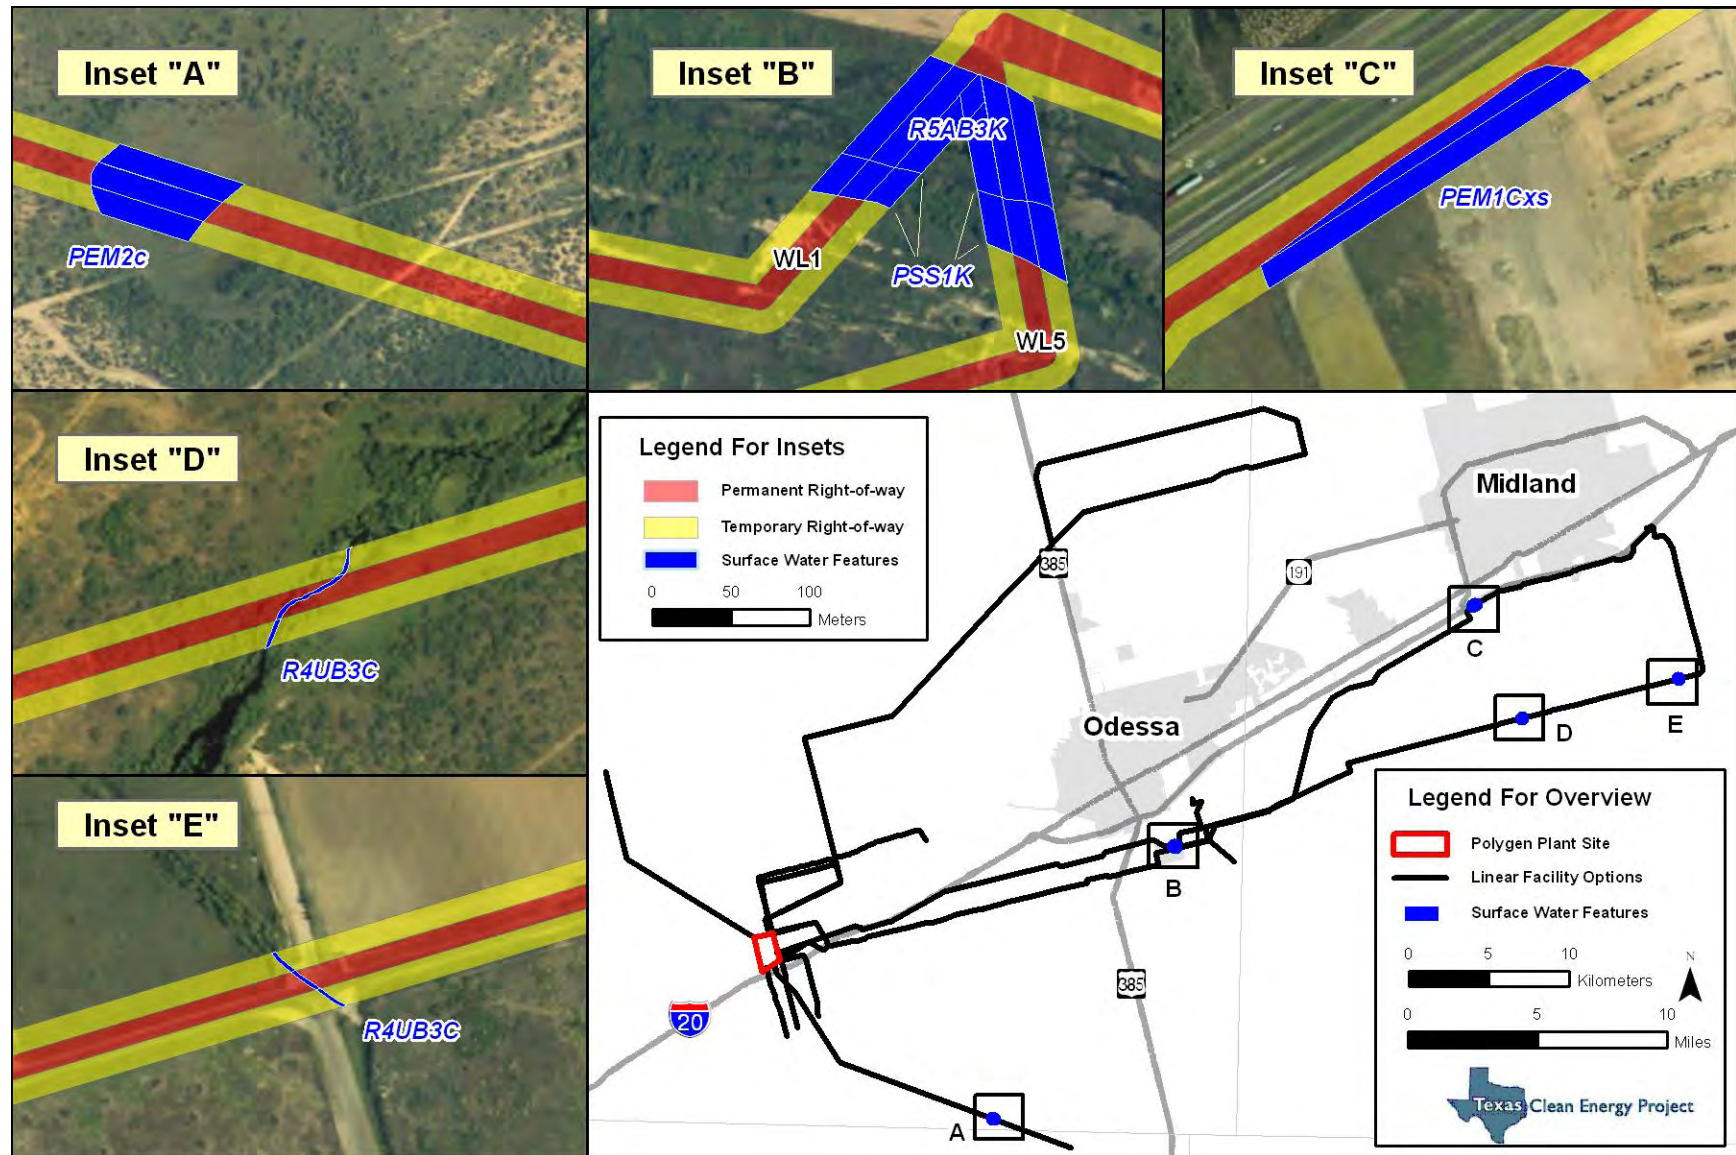 Inset "A"
PEM2c
Inset "B"
R5AB3K
WL1
PSS1K
WL5
Inset "C"
PEM1Cxs
Inset "D"
R4UB3C
Inset "E"
R4UB3C
Legend For Insets
Permanent Right-of-way
Temporary Right-of-way
Surface Water Features
0 50 100
Meters
Midland
385
191
C
Odessa
D
E
B
385
20
A
Legend For Overview
Polygen Plant Site
Linear Facility Options
Surface Water Features
0 5 10
Kilometers
N
0 5 10
Miles
Texas Clean Energy Project